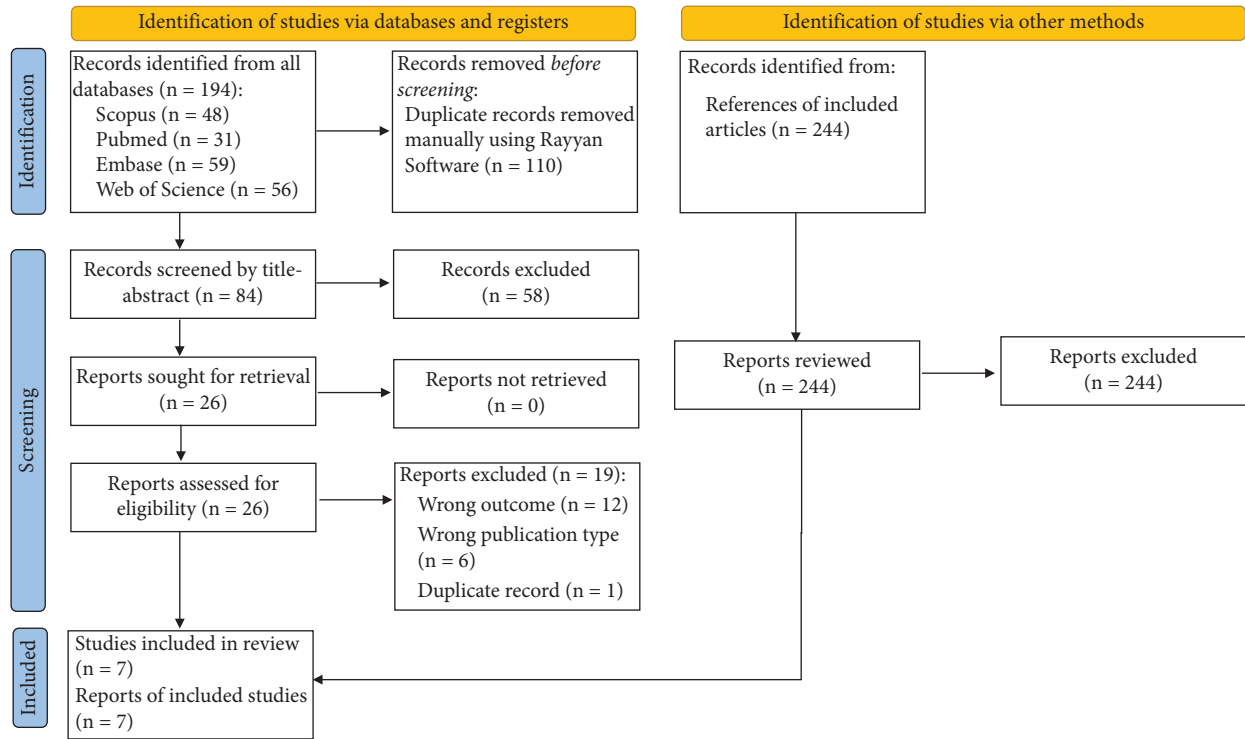 Identification of studies via databases and registers
Identification of studies via other methods
Identification
Records identified from all
databases (n = 194):
Scopus (n = 48)
Pubmed (n = 31)
Embase (n = 59)
Web of Science (n = 56)
Records removed before
screening:
Duplicate records removed
manually using Rayyan
Software (n = 110)
Records identified from:
References of included
articles (n = 244)
Screening
Records screened by title-
abstract (n = 84)
Records excluded
(n = 58)
Reports sought for retrieval
(n = 26)
Reports not retrieved
(n = 0)
Reports reviewed
(n = 244)
Reports excluded
(n = 244)
Reports assessed for
eligibility (n = 26)
Reports excluded (n = 19):
Wrong outcome (n = 12)
Wrong publication type
(n = 6)
Duplicate record (n = 1)
Included
Studies included in review
(n = 7)
Reports of included studies
(n = 7)